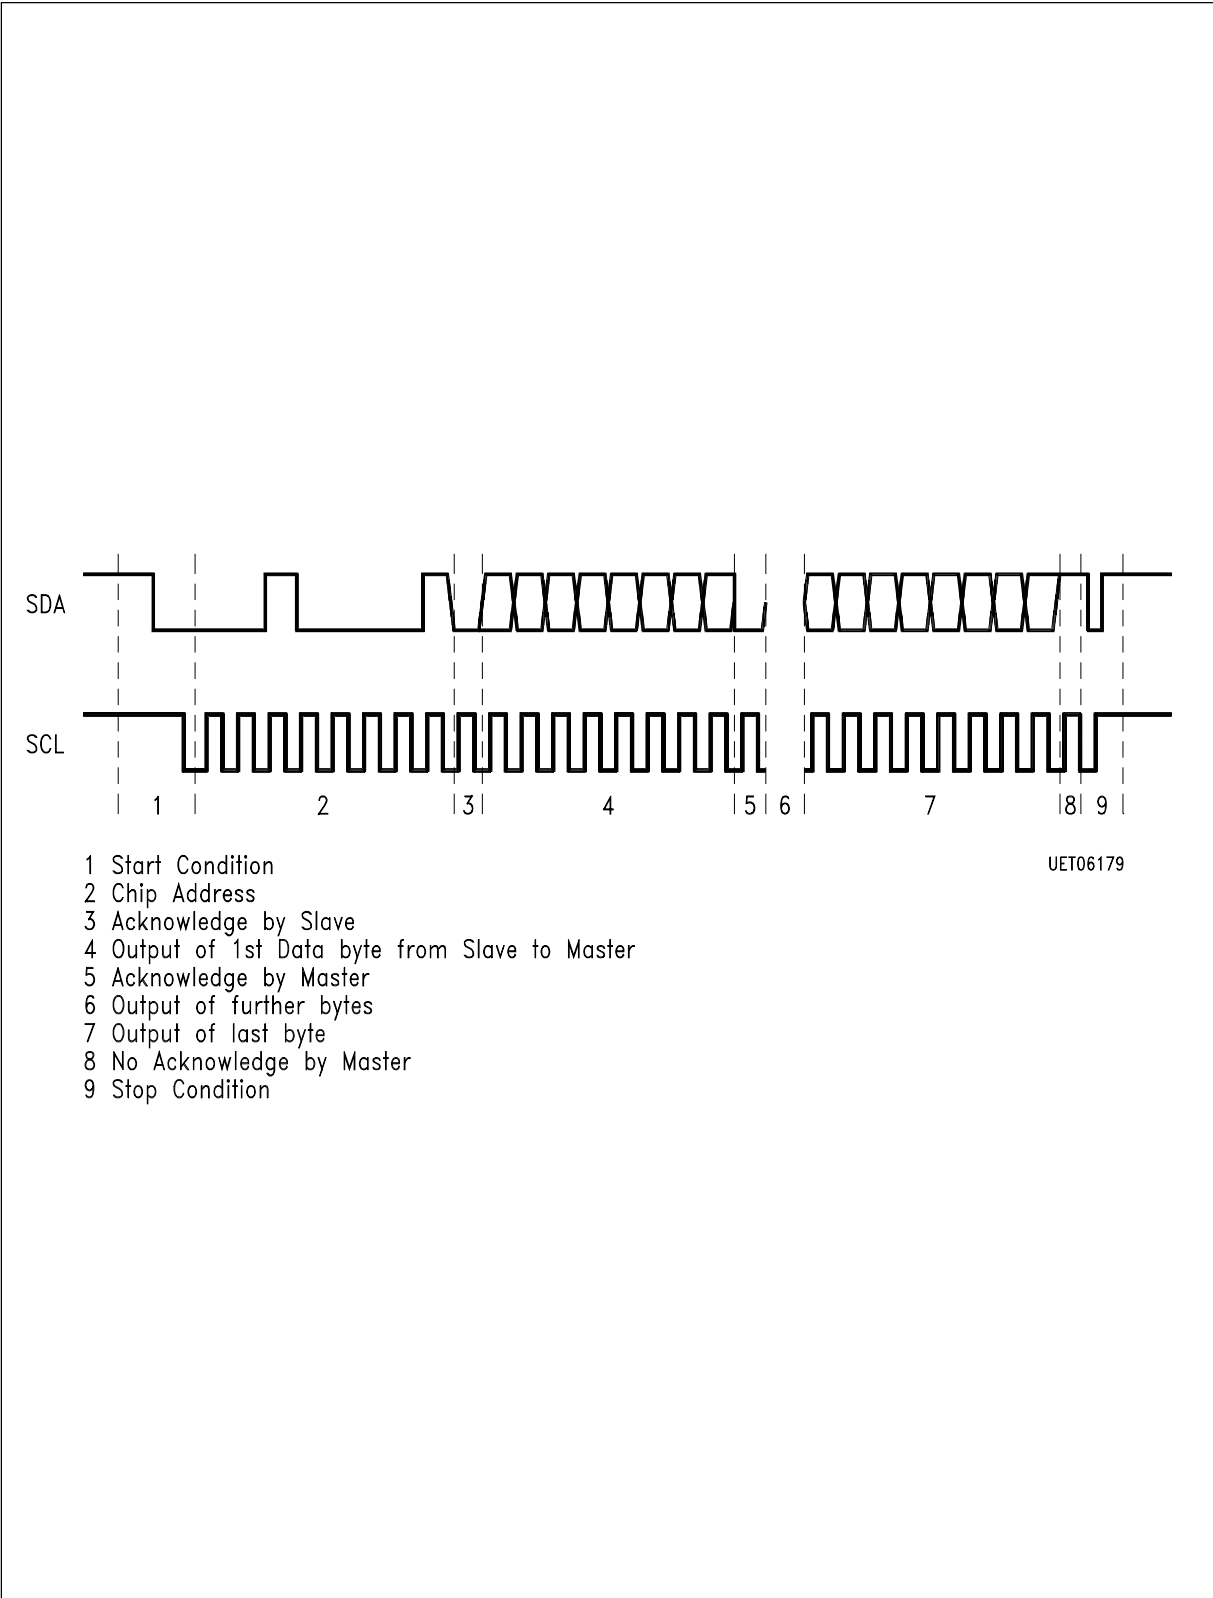 SDA
SCL
1 2 3 4 5 6 7 8 9
1 Start Condition
UET06179
2 Chip Address
3 Acknowledge by Slave
4 Output of 1st Data byte from Slave to Master
5 Acknowledge by Master
6 Output of further bytes
7 Output of last byte
8 No Acknowledge by Master
9 Stop Condition